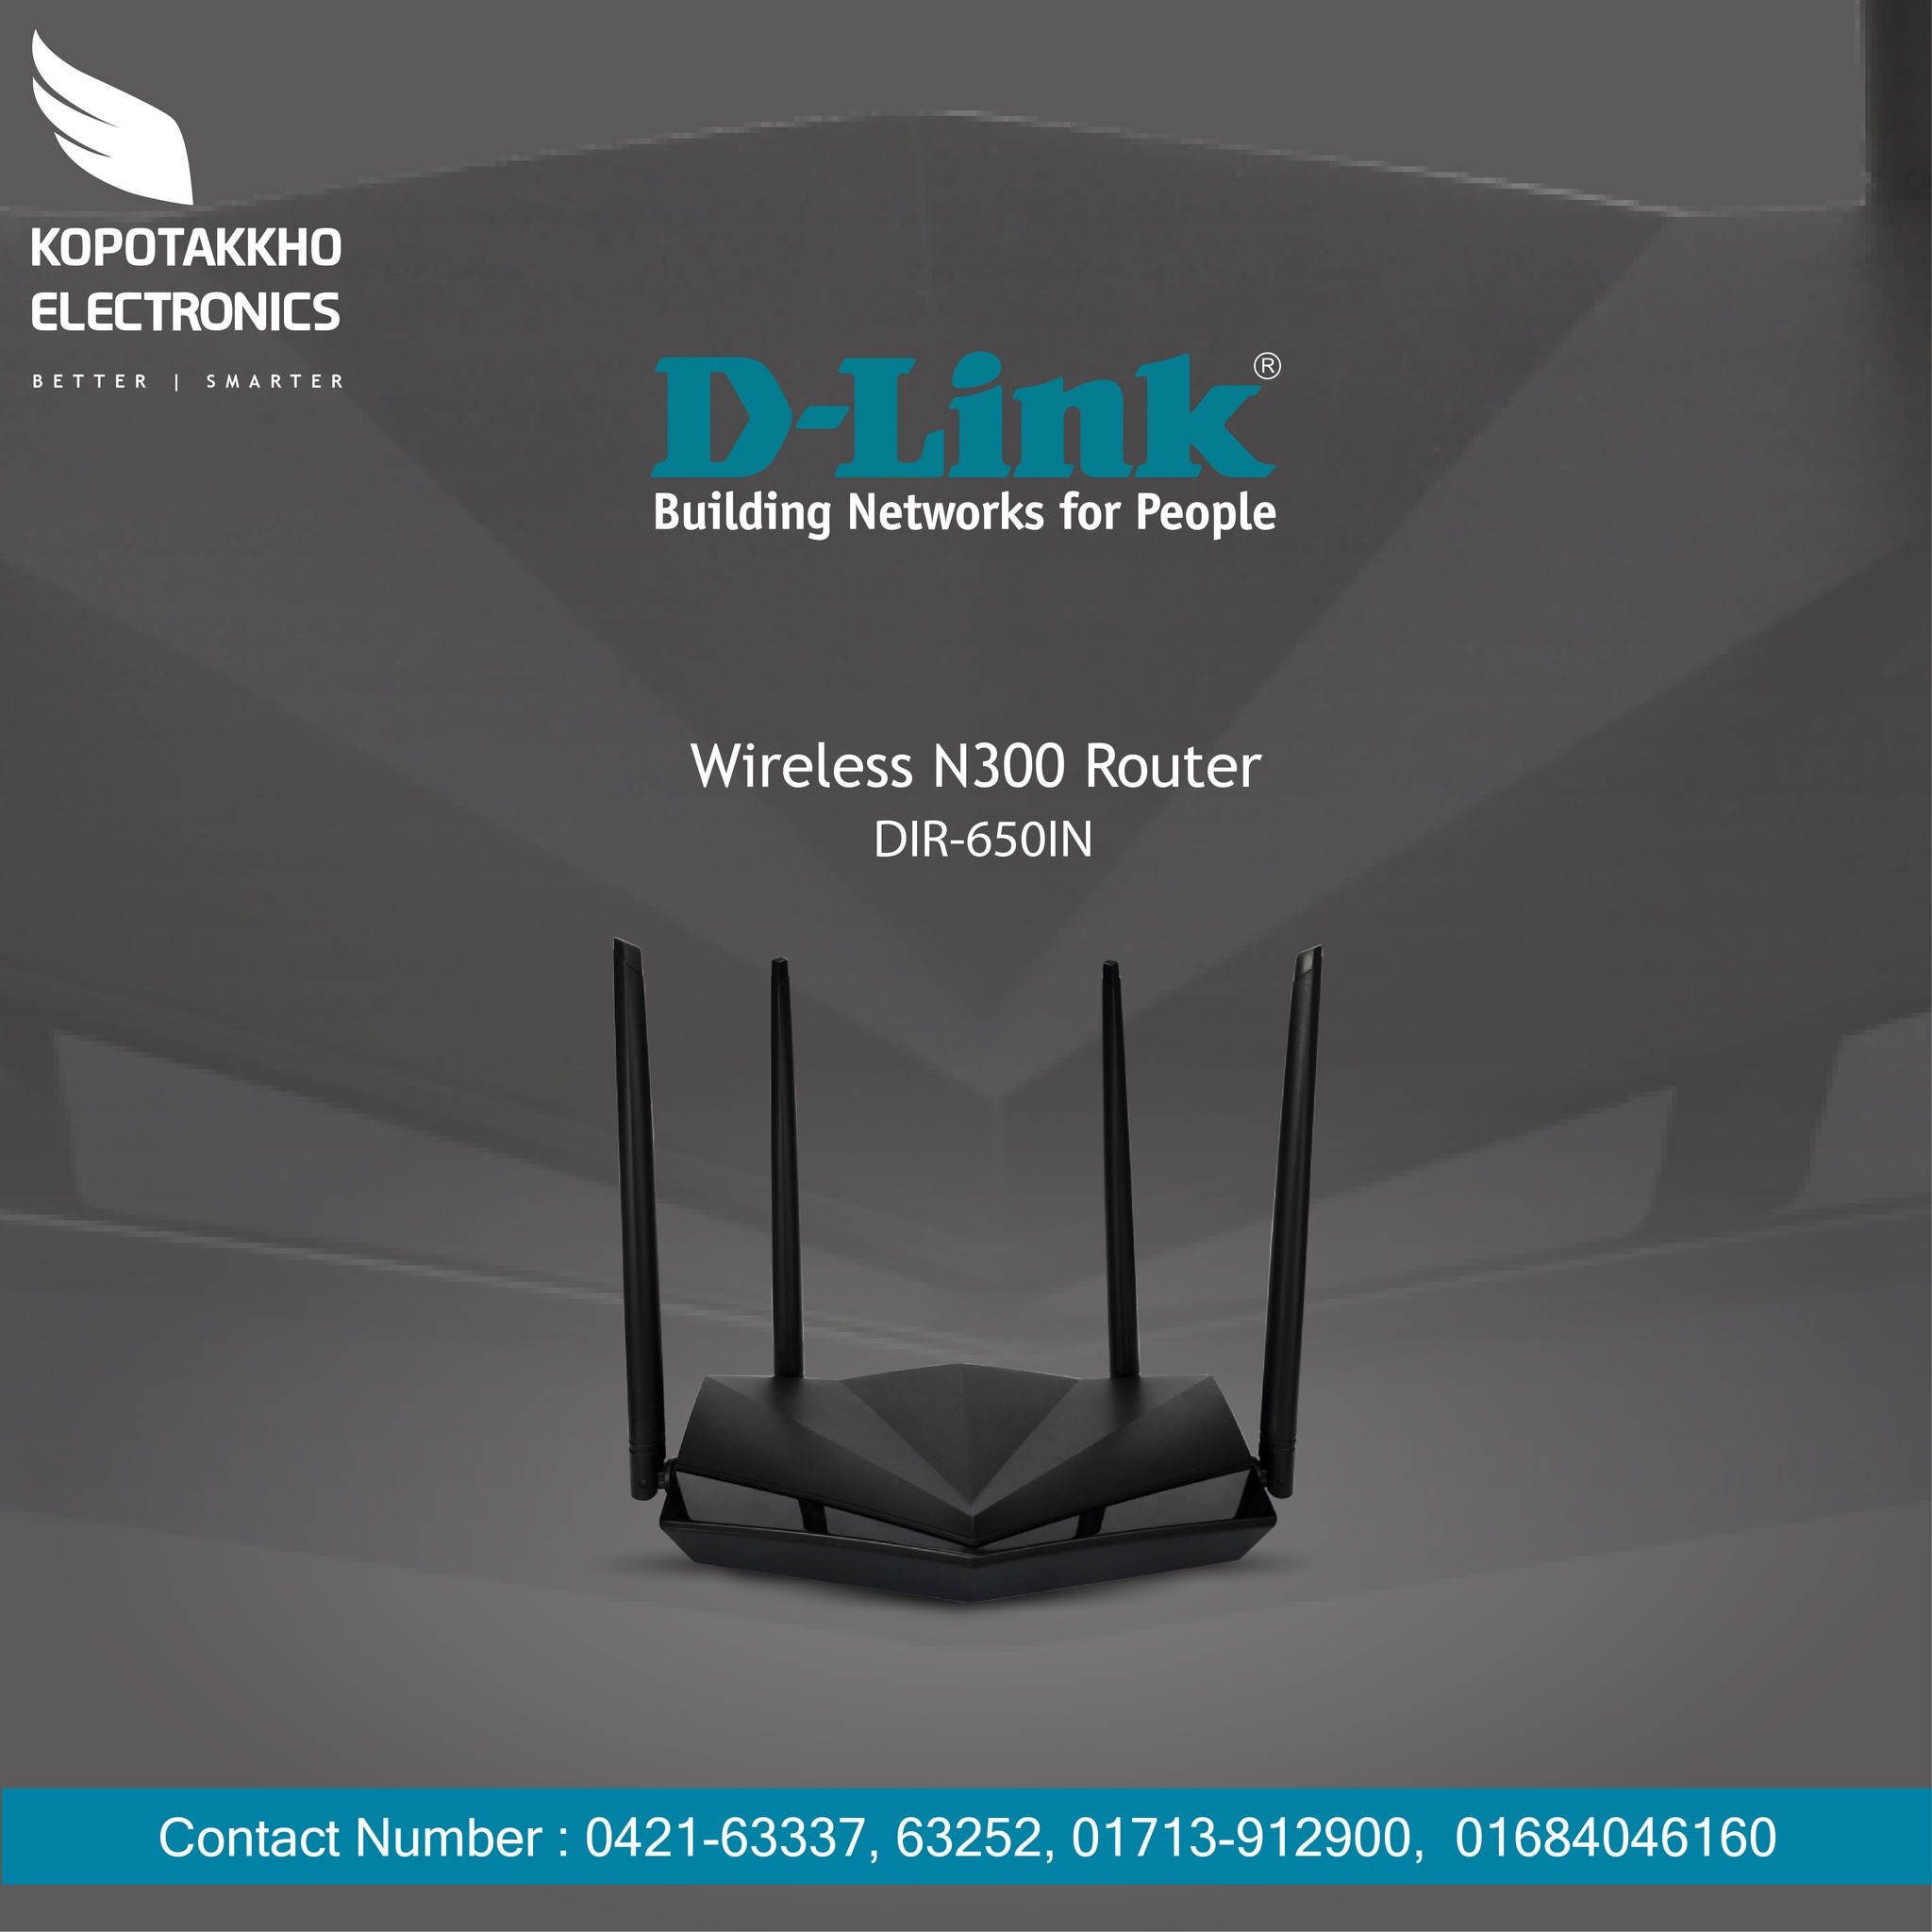 KOPOTAKKHO
ELECTRONICS
BETTER | SMARTER
D-Link®
Building Networks for People
Wireless N300 Router
DIR-650IN
Contact Number : 0421-63337, 63252, 01713-912900, 01684046160